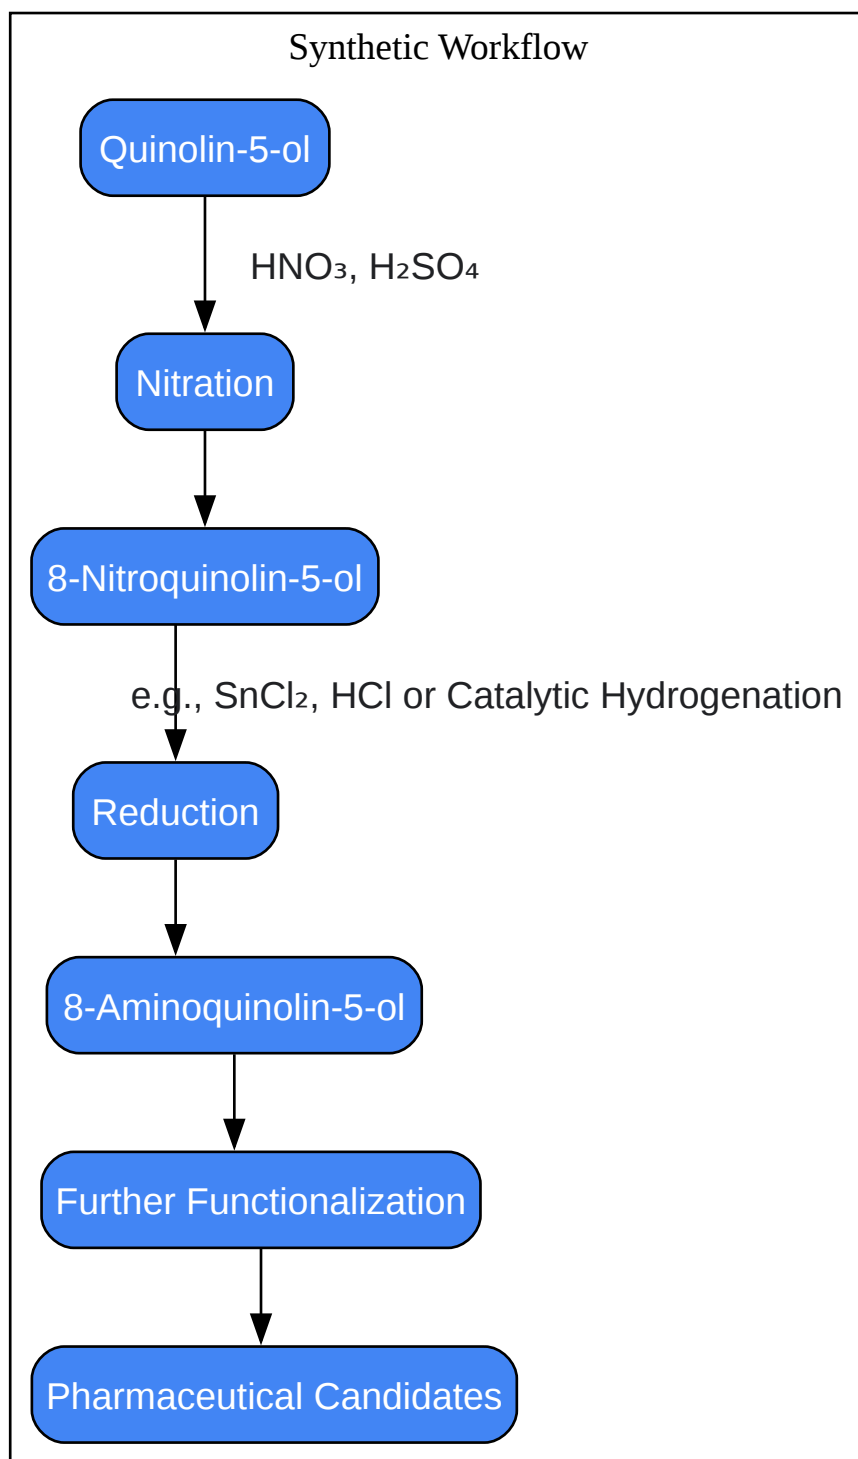 Synthetic Workflow
Quinolin-5-ol
HNO₃, H₂SO₄
Nitration
8-Nitroquinolin-5-ol
e.g., SnCl₂, HCl or Catalytic Hydrogenation
Reduction
8-Aminoquinolin-5-ol
Further Functionalization
Pharmaceutical Candidates